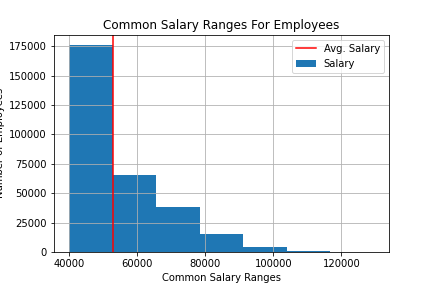 Common Salary Ranges For Employees
Avg. Salary
Salary
175000
150000
125000
100000
75000
50000
25000
0
Number of Employees
40000
60000
80000
100000
120000
Common Salary Ranges